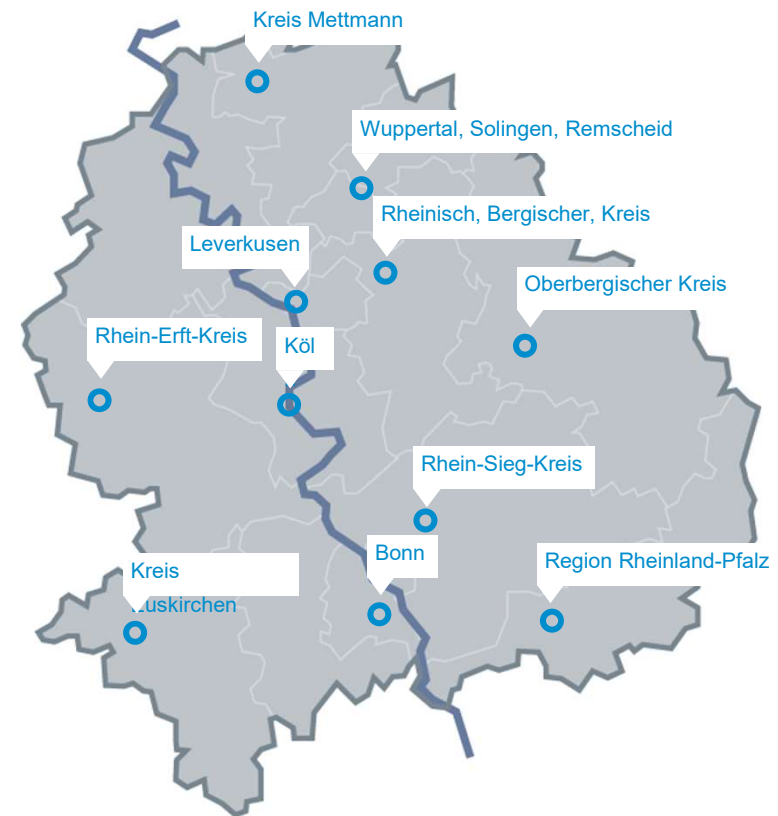 Kreis Mettmann
Wuppertal, Solingen, Remscheid
Rheinisch, Bergischer, Kreis
Leverkusen
Oberbergischer Kreis
Rhein-Erft-Kreis
Köl
Rhein-Sieg-Kreis
Bonn
Region Rheinland-Pfalz
Kreis
Euskirchen